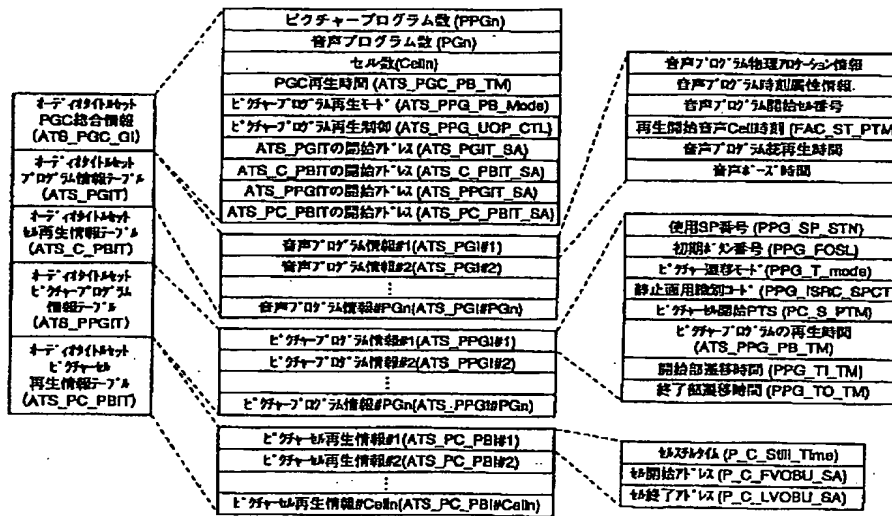 オーディオタイトルセット
PGC総合情報
(ATS_PGC_GI)
オーディオタイトルセット
プログラム情報テーブル
(ATS_PGIT)
オーディオタイトルセット
セル再生情報テーブル
(ATS_C_PBIT)
オーディオタイトルセット
ピクチャープログラム
情報テーブル
(ATS_PPGIT)
オーディオタイトルセット
ピクチャーセル
再生情報テーブル
(ATS_PC_PBIT)
ピクチャープログラム数 (PPGn)
音声プログラム数 (PGn)
セル数(Celln)
PGC再生時間 (ATS_PGC_PB_TM)
ピクチャープログラム再生モード (ATS_PPG_PB_Mode)
ピクチャープログラム再生制御 (ATS_PPG_UOP_CTL)
ATS_PGITの開始アドレス (ATS_PGIT_SA)
ATS_C_PBITの開始アドレス (ATS_C_PBIT_SA)
ATS_PPGITの開始アドレス (ATS_PPGIT_SA)
ATS_PC_PBITの開始アドレス (ATS_PC_PBIT_SA)
音声プログラム情報#1(ATS_PGI#1)
音声プログラム情報#2(ATS_PGI#2)
⋮
音声プログラム情報#PGn(ATS_PGI#PGn)
ピクチャープログラム情報#1(ATS_PPGI#1)
ピクチャープログラム情報#2(ATS_PPGI#2)
⋮
ピクチャープログラム情報#PGn(ATS_PPGI#PGn)
ピクチャーセル再生情報#1(ATS_PC_PBI#1)
ピクチャーセル再生情報#2(ATS_PC_PBI#2)
⋮
ピクチャーセル再生情報#Celln(ATS_PC_PBI#Celln)
音声プログラム物理アロケーション情報
音声プログラム時刻属性情報
音声プログラム開始セル番号
再生開始音声Cell時刻 (FAC_ST_PTM
音声プログラム総再生時間
音声ポーズ時間
使用SP番号 (PPG_SP_STN)
初期ボタン番号 (PPG_FOSL)
ピクチャー遷移モード (PPG_T_mode)
静止画用識別コード (PPG_ISRC_SPCT
ピクチャーセル開始PTS (PC_S_PTM)
ピクチャープログラムの再生時間
(ATS_PPG_PB_TM)
開始部遷移時間 (PPG_TI_TM)
終了部遷移時間 (PPG_TO_TM)
セルスチルタイム (P_C_Still_Time)
セル開始アドレス (P_C_FVOBU_SA)
セル終了アドレス (P_C_LVOBU_SA)